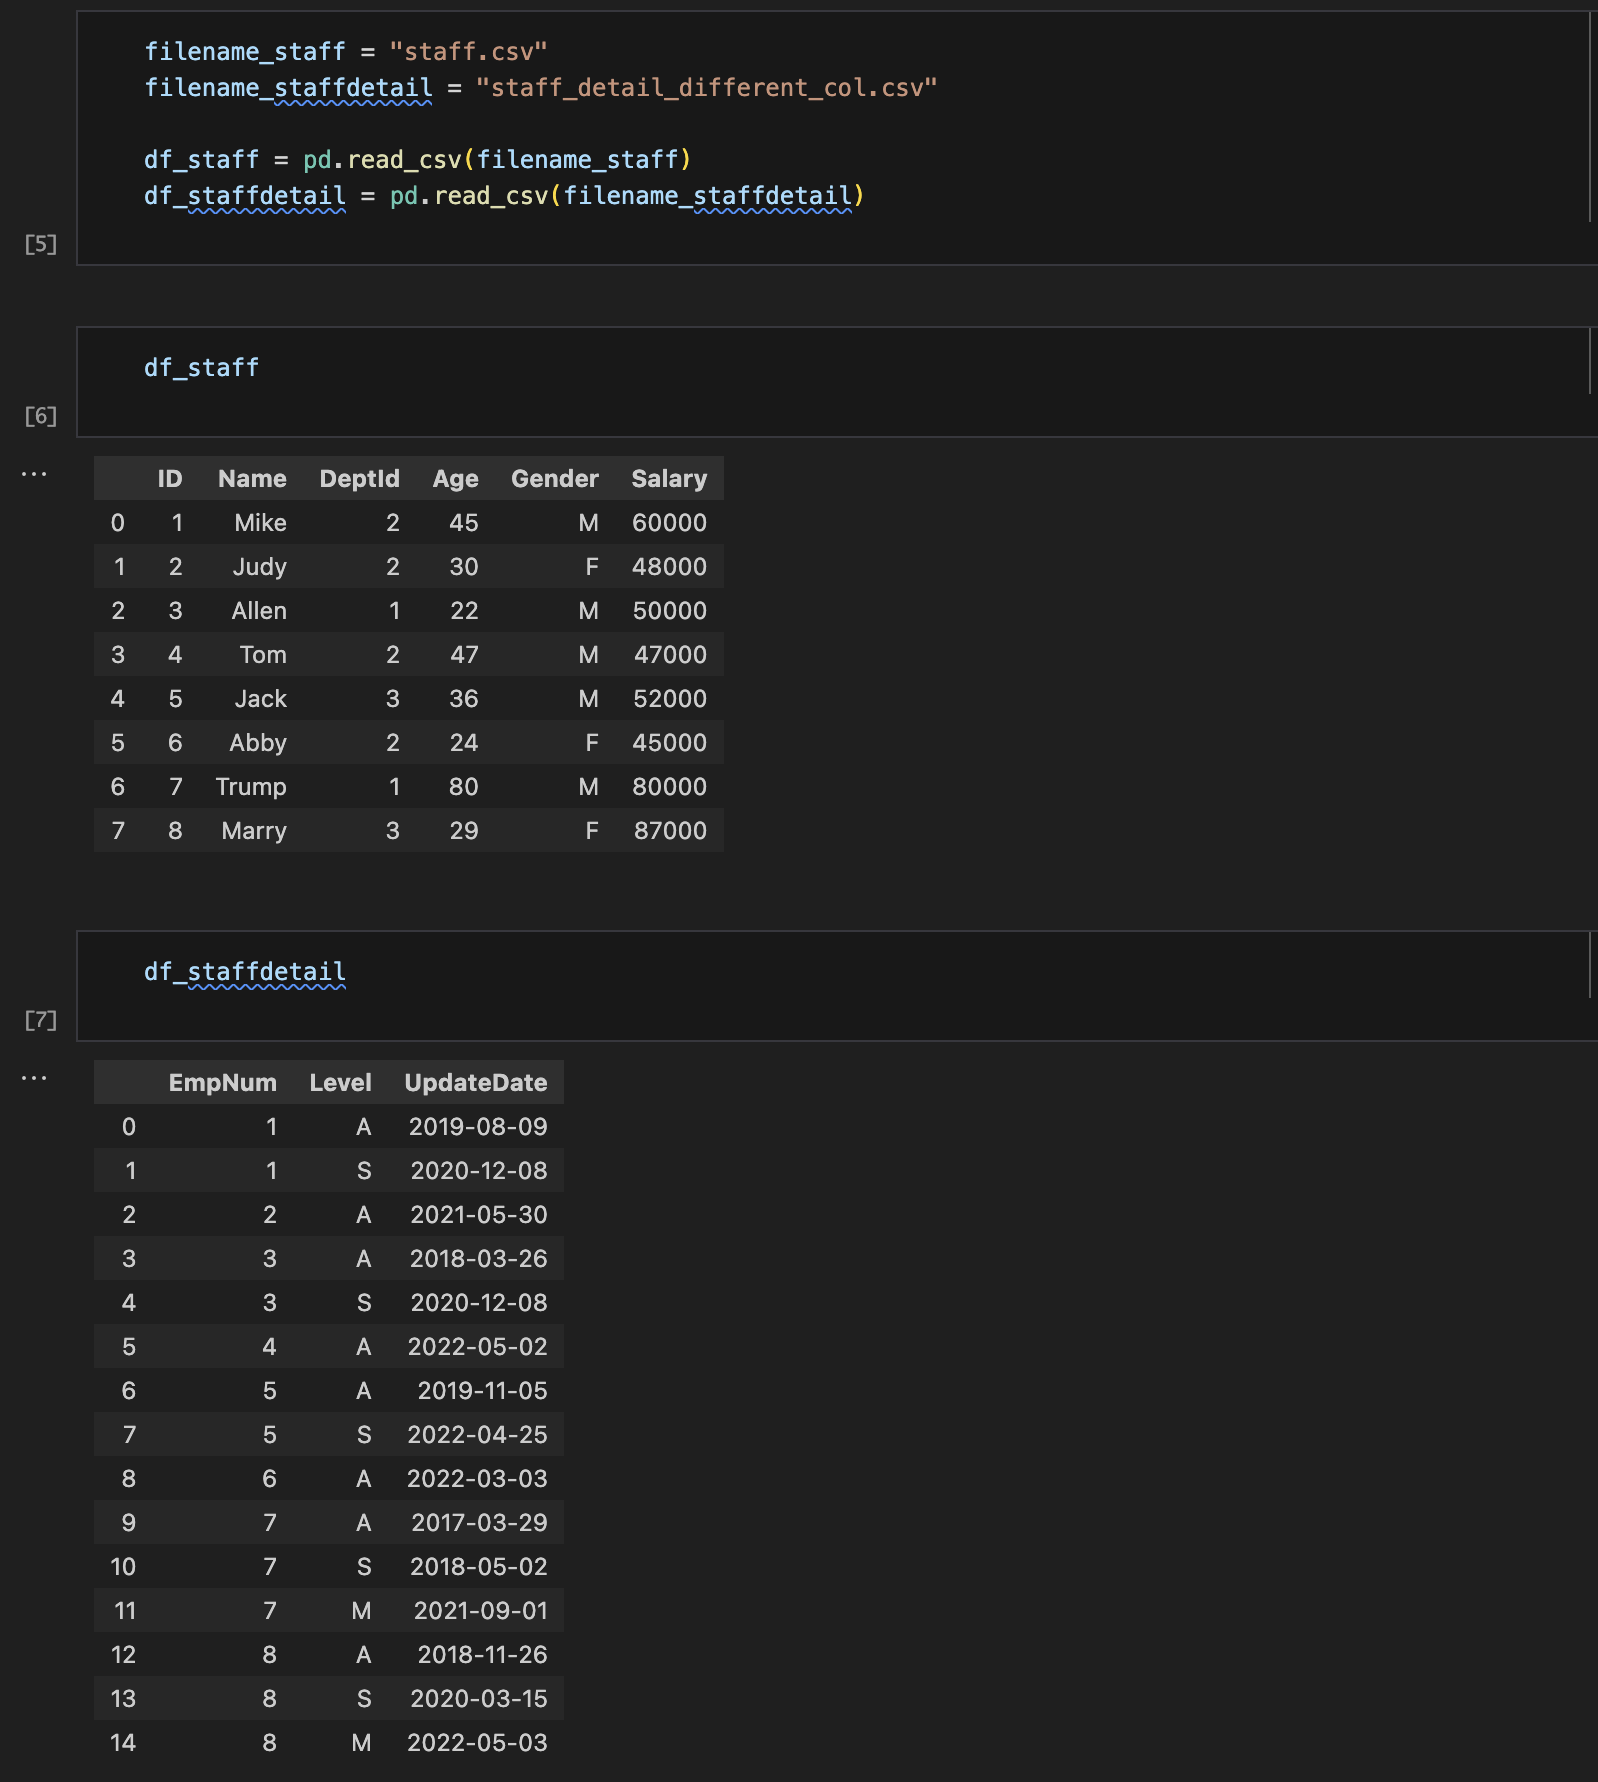 filename_staff = "staff.csv"
filename_staffdetail = "staff_detail_different_col.csv"
df_staff = pd.read_csv(filename_staff)
df_staffdetail = pd.read_csv(filename_staffdetail)
[5]
df_staff
[6]
...
ID Name DeptId Age Gender Salary
0 1 Mike 2 45 M 60000
1 2 Judy 2 30 F 48000
2 3 Allen 1 22 M 50000
3 4 Tom 2 47 M 47000
4 5 Jack 3 36 M 52000
5 6 Abby 2 24 F 45000
6 7 Trump 1 80 M 80000
7 8 Marry 3 29 F 87000
df_staffdetail
[7]
...
EmpNum Level UpdateDate
0 1 A 2019-08-09
1 1 S 2020-12-08
2 2 A 2021-05-30
3 3 A 2018-03-26
4 3 S 2020-12-08
5 4 A 2022-05-02
6 5 A 2019-11-05
7 5 S 2022-04-25
8 6 A 2022-03-03
9 7 A 2017-03-29
10 7 S 2018-05-02
11 7 M 2021-09-01
12 8 A 2018-11-26
13 8 S 2020-03-15
14 8 M 2022-05-03